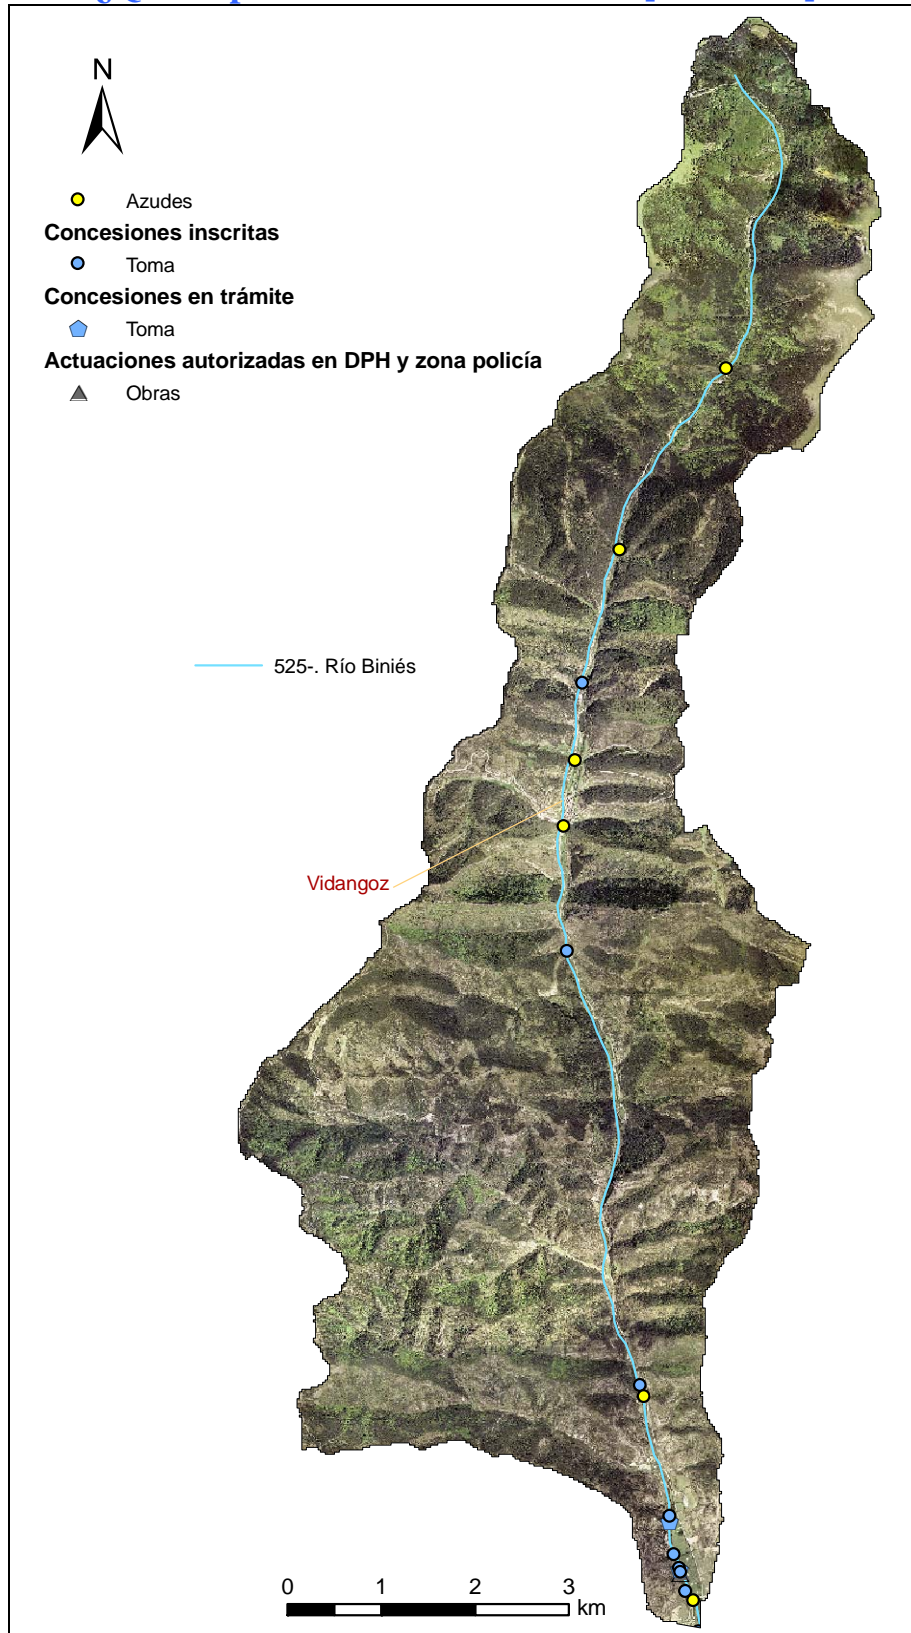 N
Azudes
Concesiones inscritas
Toma
Concesiones en trámite
Toma
Actuaciones autorizadas en DPH y zona policía
Obras
525-. Río Biniés
Vidangoz
0 1 2 3
km